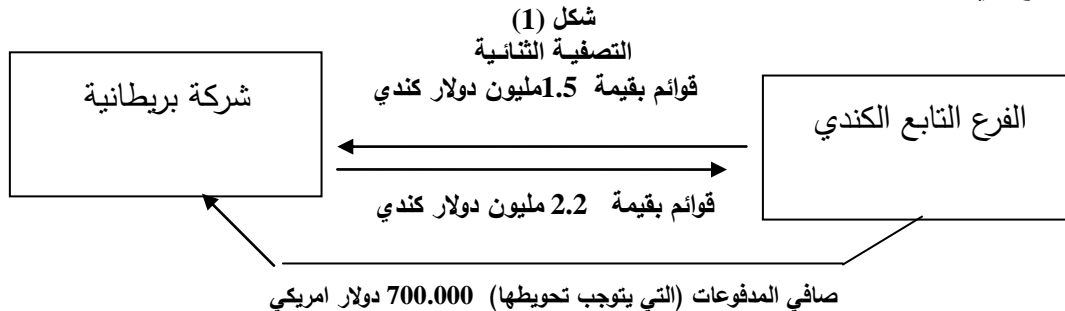 شكل (1)
التصفية الثنائية
قوائم بقيمة 1.5مليون دولار كندي
شركة بريطانية
الفرع التابع الكندي
قوائم بقيمة 2.2 مليون دولار كندي
صافي المدفوعات (التي يتوجب تحويطها) 700.000 دولار امريكي